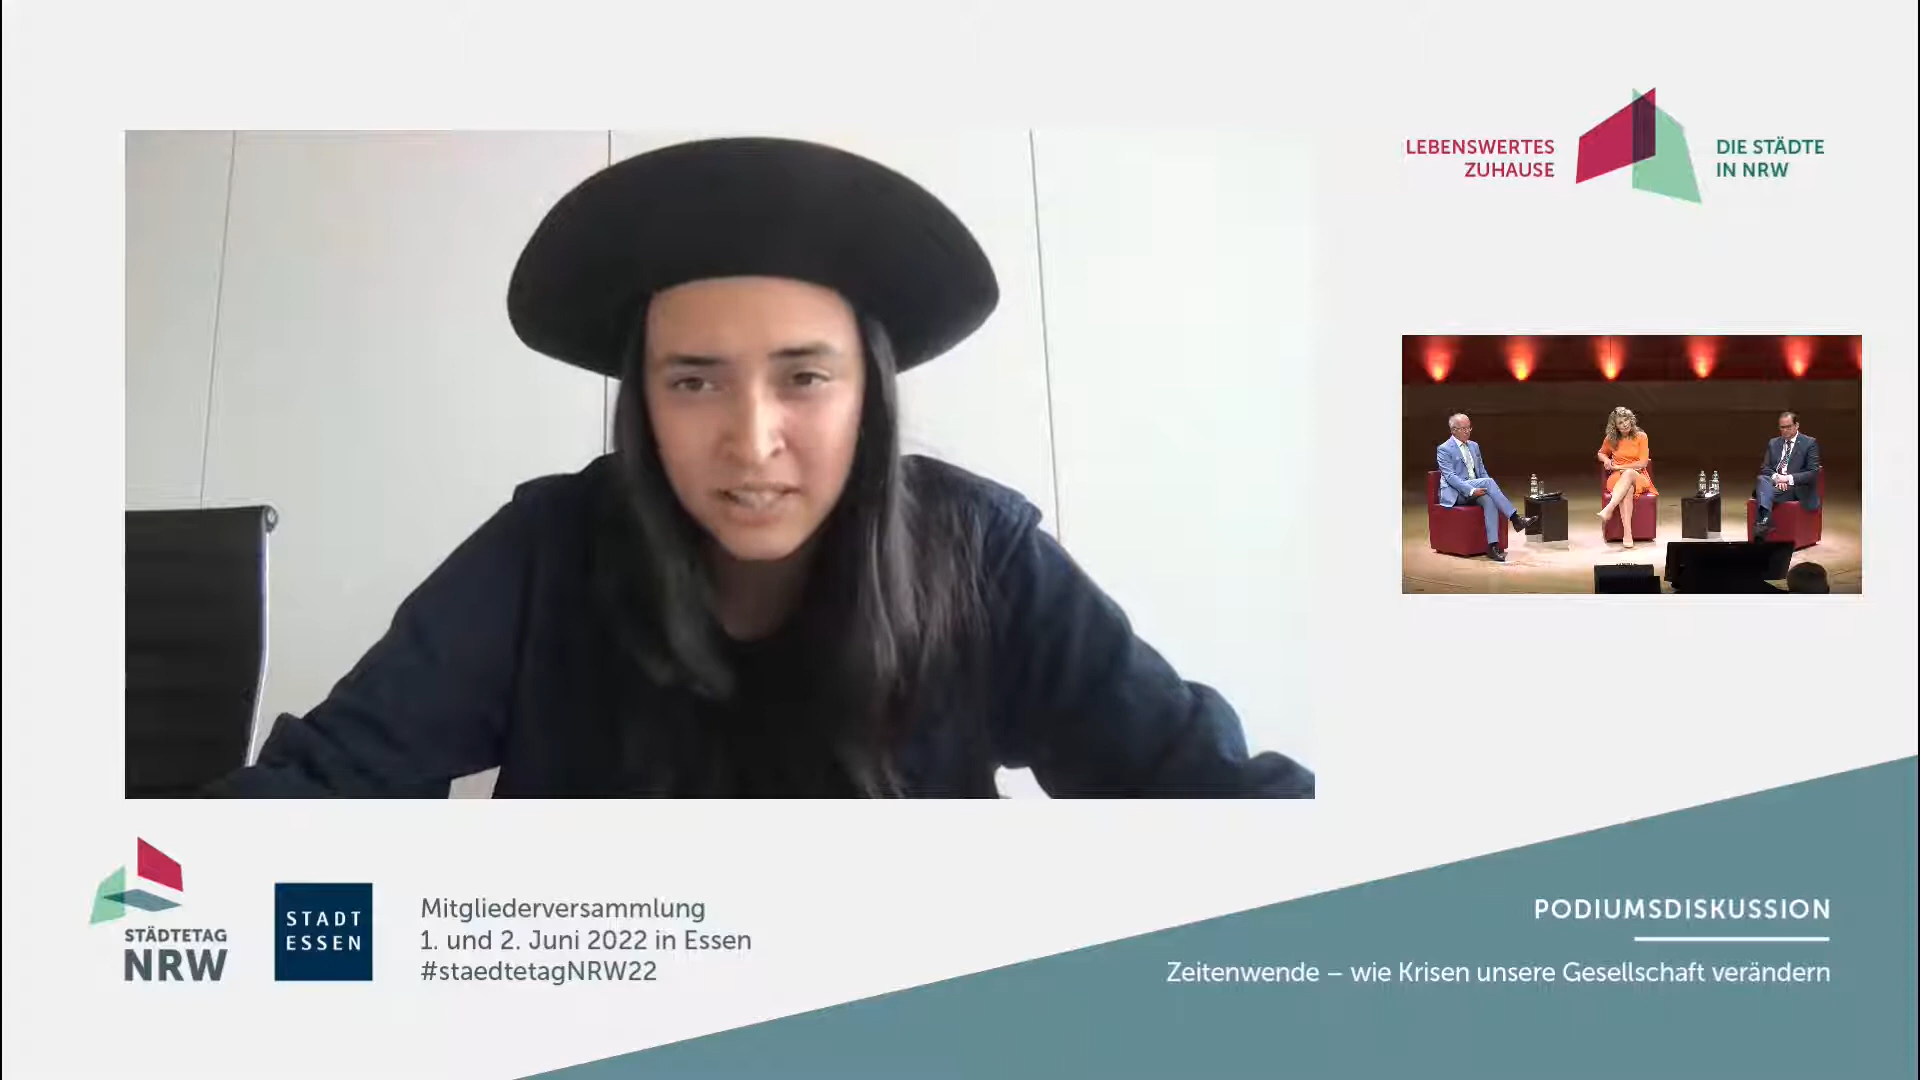 LEBENSWERTES
ZUHAUSE
DIE STÄDTE
IN NRW
STÄDTETAG
NRW
STADT
ESSEN
Mitgliederversammlung
1. und 2. Juni 2022 in Essen
#staedtetagNRW22
PODIUMSDISKUSSION
Zeitenwende – wie Krisen unsere Gesellschaft verändern